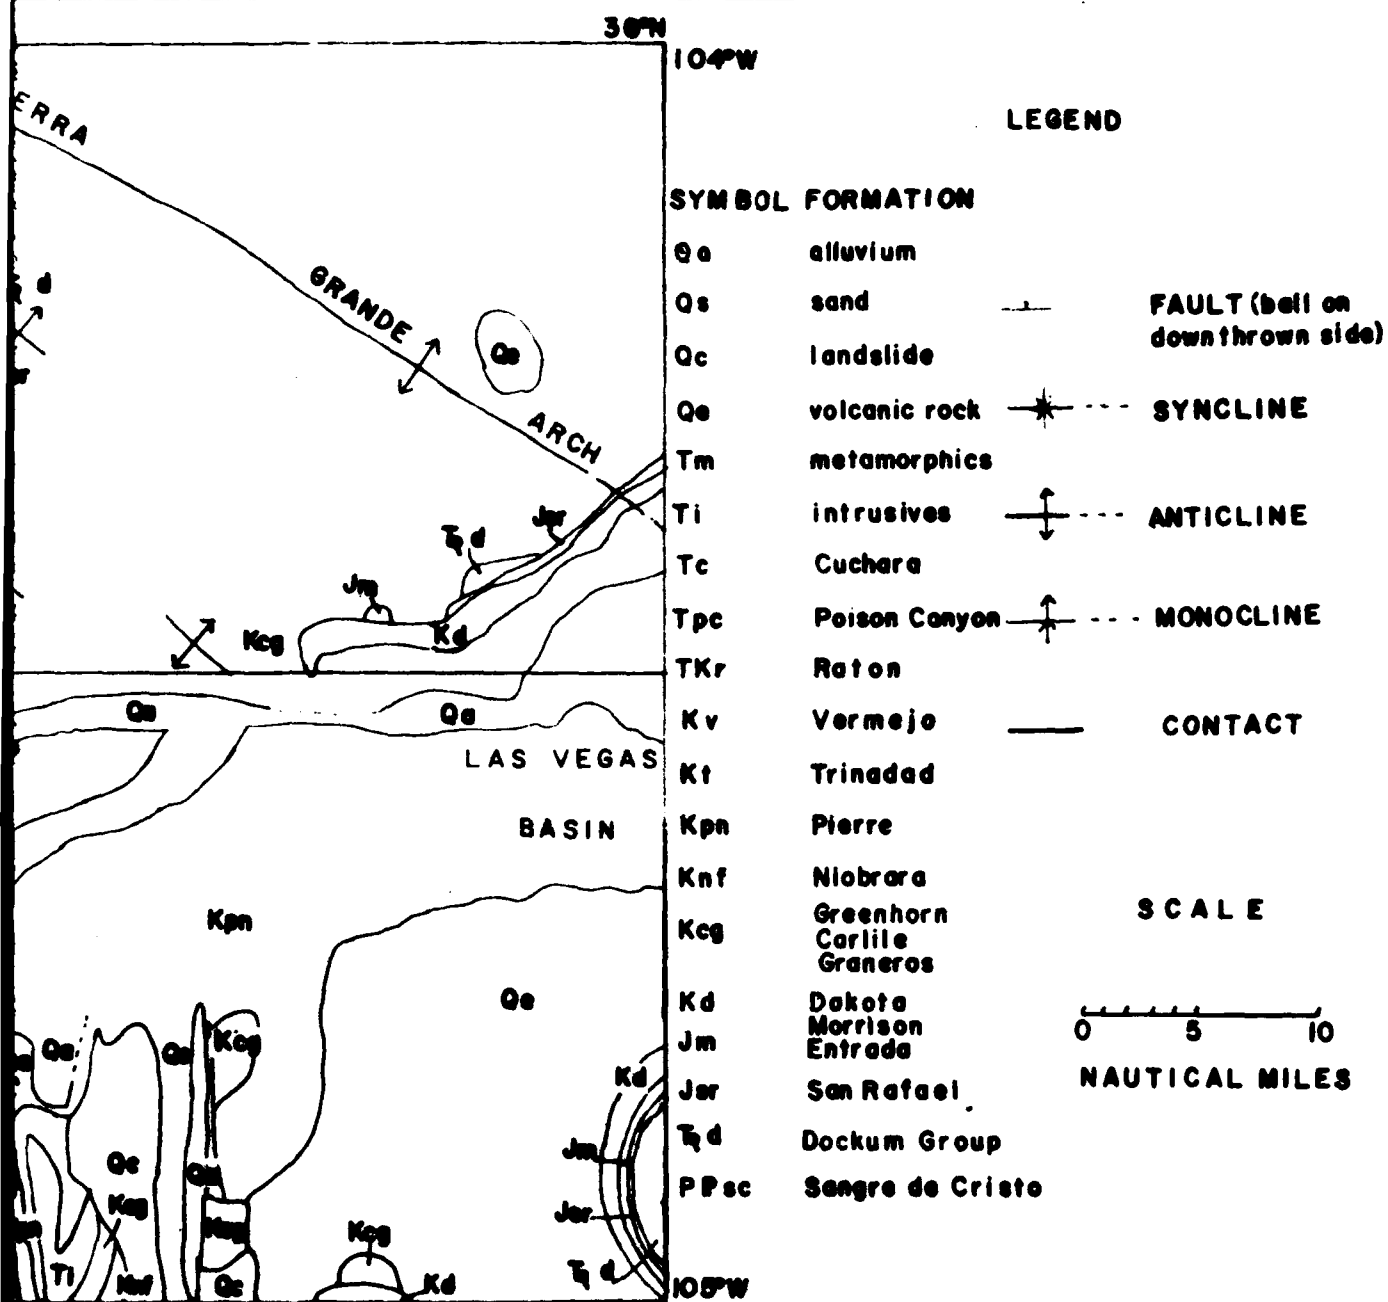 36°N
104°W
LEGEND
ERRA
SYMBOL FORMATION
Qa alluvium
GRANDE
d
Qs sand
FAULT (ball on
downthrown side)
Qe
Qc landslide
Qe volcanic rock
SYNCLINE
ARCH
Tm metamorphics
Ti intrusives
ANTICLINE
Jsr
Ꞃ d
Tc Cuchara
Jm
Tpc Poison Canyon
MONOCLINE
Kcg
Kd
TKr Raton
Qa
Qa
Kv Vermejo
CONTACT
LAS VEGAS
Kt Trinadad
BASIN
Kpn Pierre
Knf Niobrara
Kpn
SCALE
Kcg Greenhorn
Carlile
Graneros
Qe
Kd Dakota
Morrison
Jm Entrada
0 5 10
NAUTICAL MILES
Qa
Kcg
Kd
Jsr San Rafael
Ꞃ d Dockum Group
Jm
Qc
PPsc Sangre de Cristo
Kcg
Jsr
Kcg
Ti
Knf
Qc
Kd
Ꞃ d
105°W